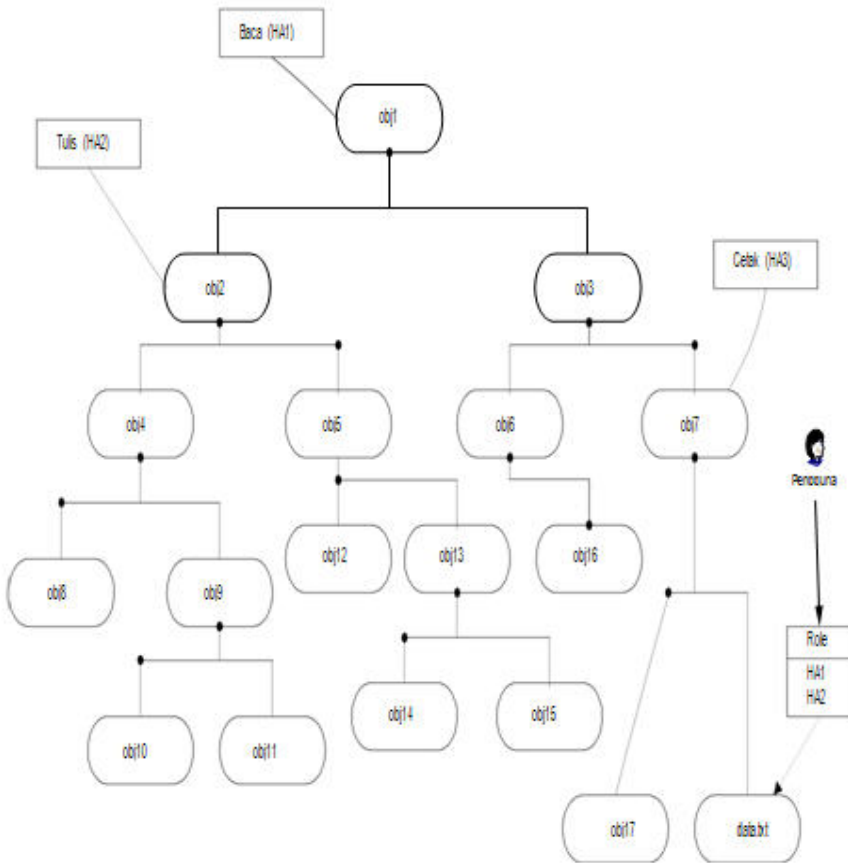 Baca (HA1)
obj1
Tulis (HA2)
obj2
obj3
Cetak (HA3)
obj4
obj5
obj6
obj7
Pengguna
obj8
obj9
obj12
obj13
obj16
Role
HA1
HA2
obj10
obj11
obj14
obj15
obj17
data.txt